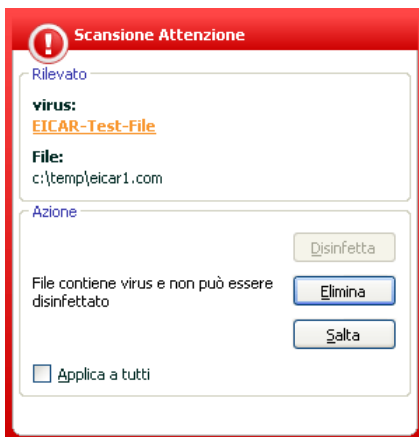 Scansione Attenzione
Rilevato
virus:
EICAR-Test-File
File:
c:\temp\eicar1.com
Azione
Disinfetta
File contiene virus e non può essere
disinfettato
Elimina
Salta
Applica a tutti